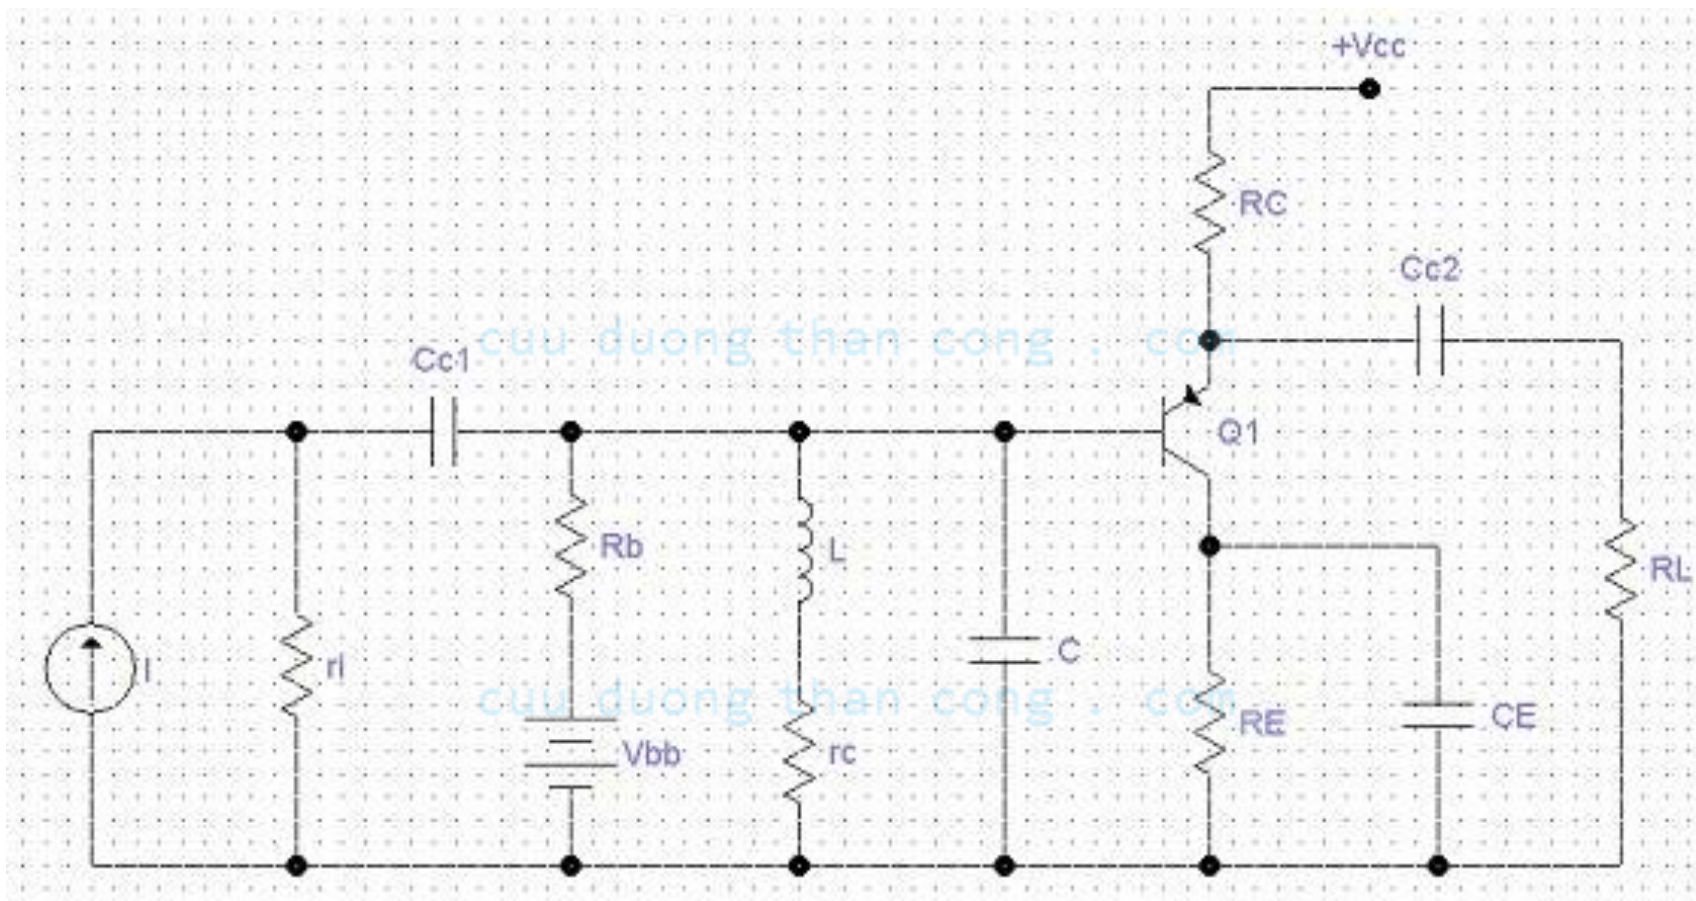 +Vcc
RC
Cc2
cuu duong than cong . com
Cc1
Q1
Rb
L
RL
I
ri
C
cuu duong than cong . com
Vbb
rc
RE
CE